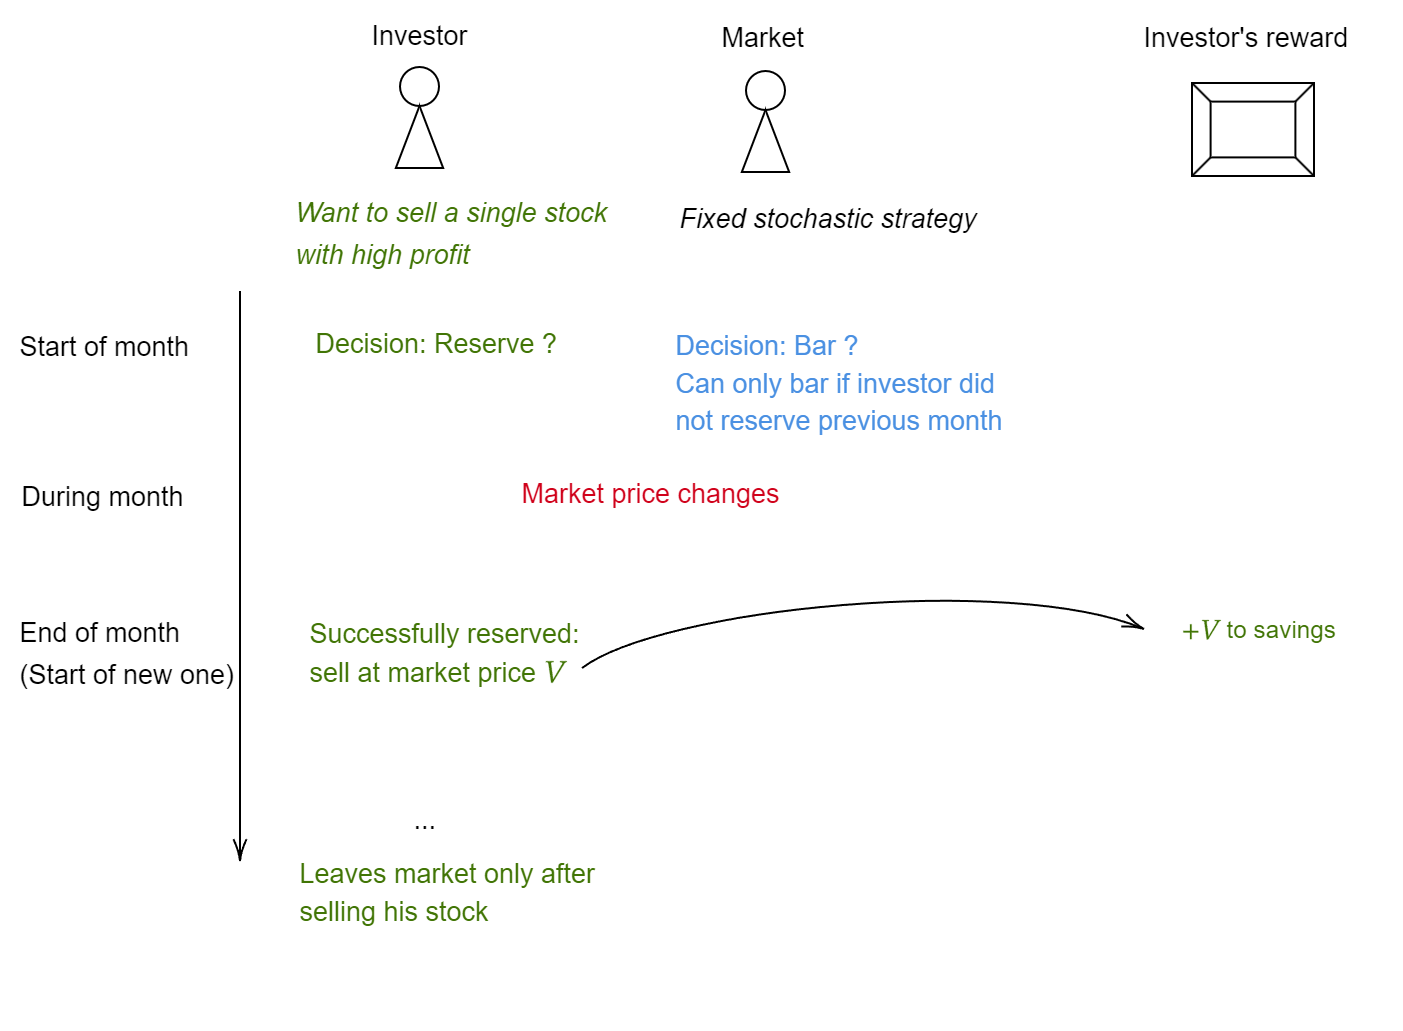 Investor
Market
Investor's reward
Want to sell a single stock
with high profit
Fixed stochastic strategy
Start of month
Decision: Reserve ?
Decision: Bar ?
Can only bar if investor did
not reserve previous month
During month
Market price changes
End of month
(Start of new one)
Successfully reserved:
sell at market price V
+V to savings
...
Leaves market only after
selling his stock